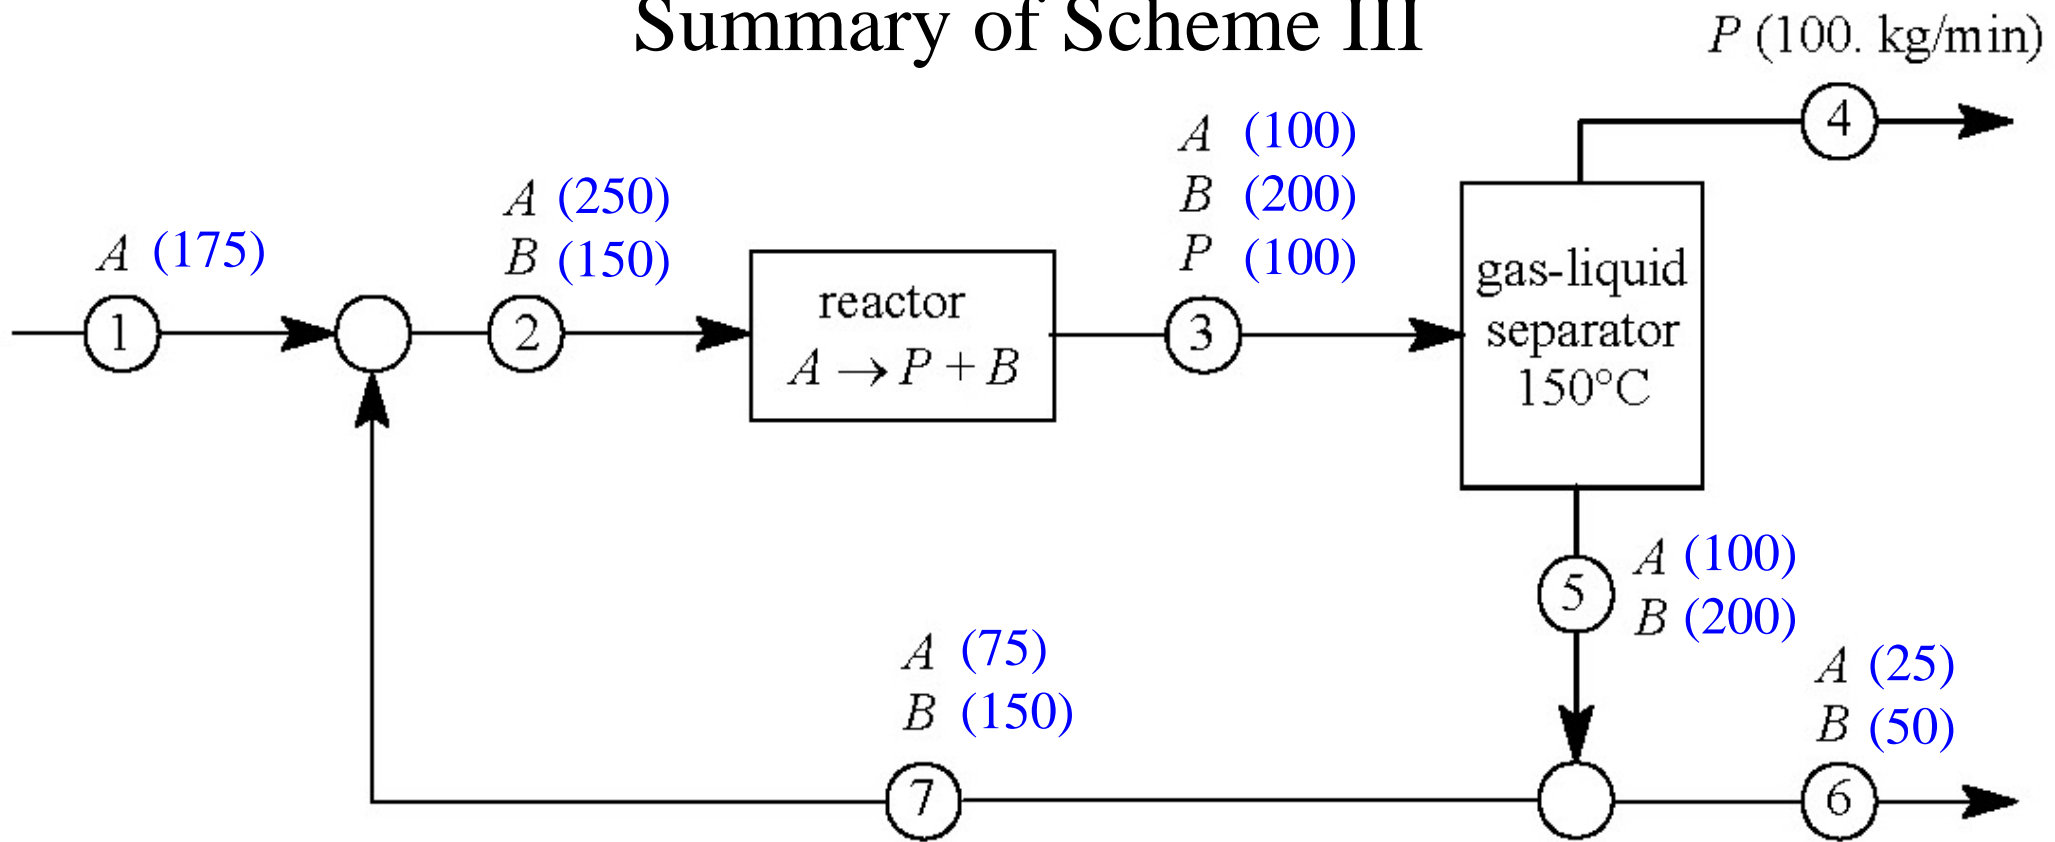 Summary of Scheme III
P (100. kg/min)
4
A (100)
B (200)
P (100)
A (250)
B (150)
A (175)
1
2
reactor
A → P + B
3
gas-liquid
separator
150°C
5
A (100)
B (200)
A (75)
B (150)
A (25)
B (50)
7
6